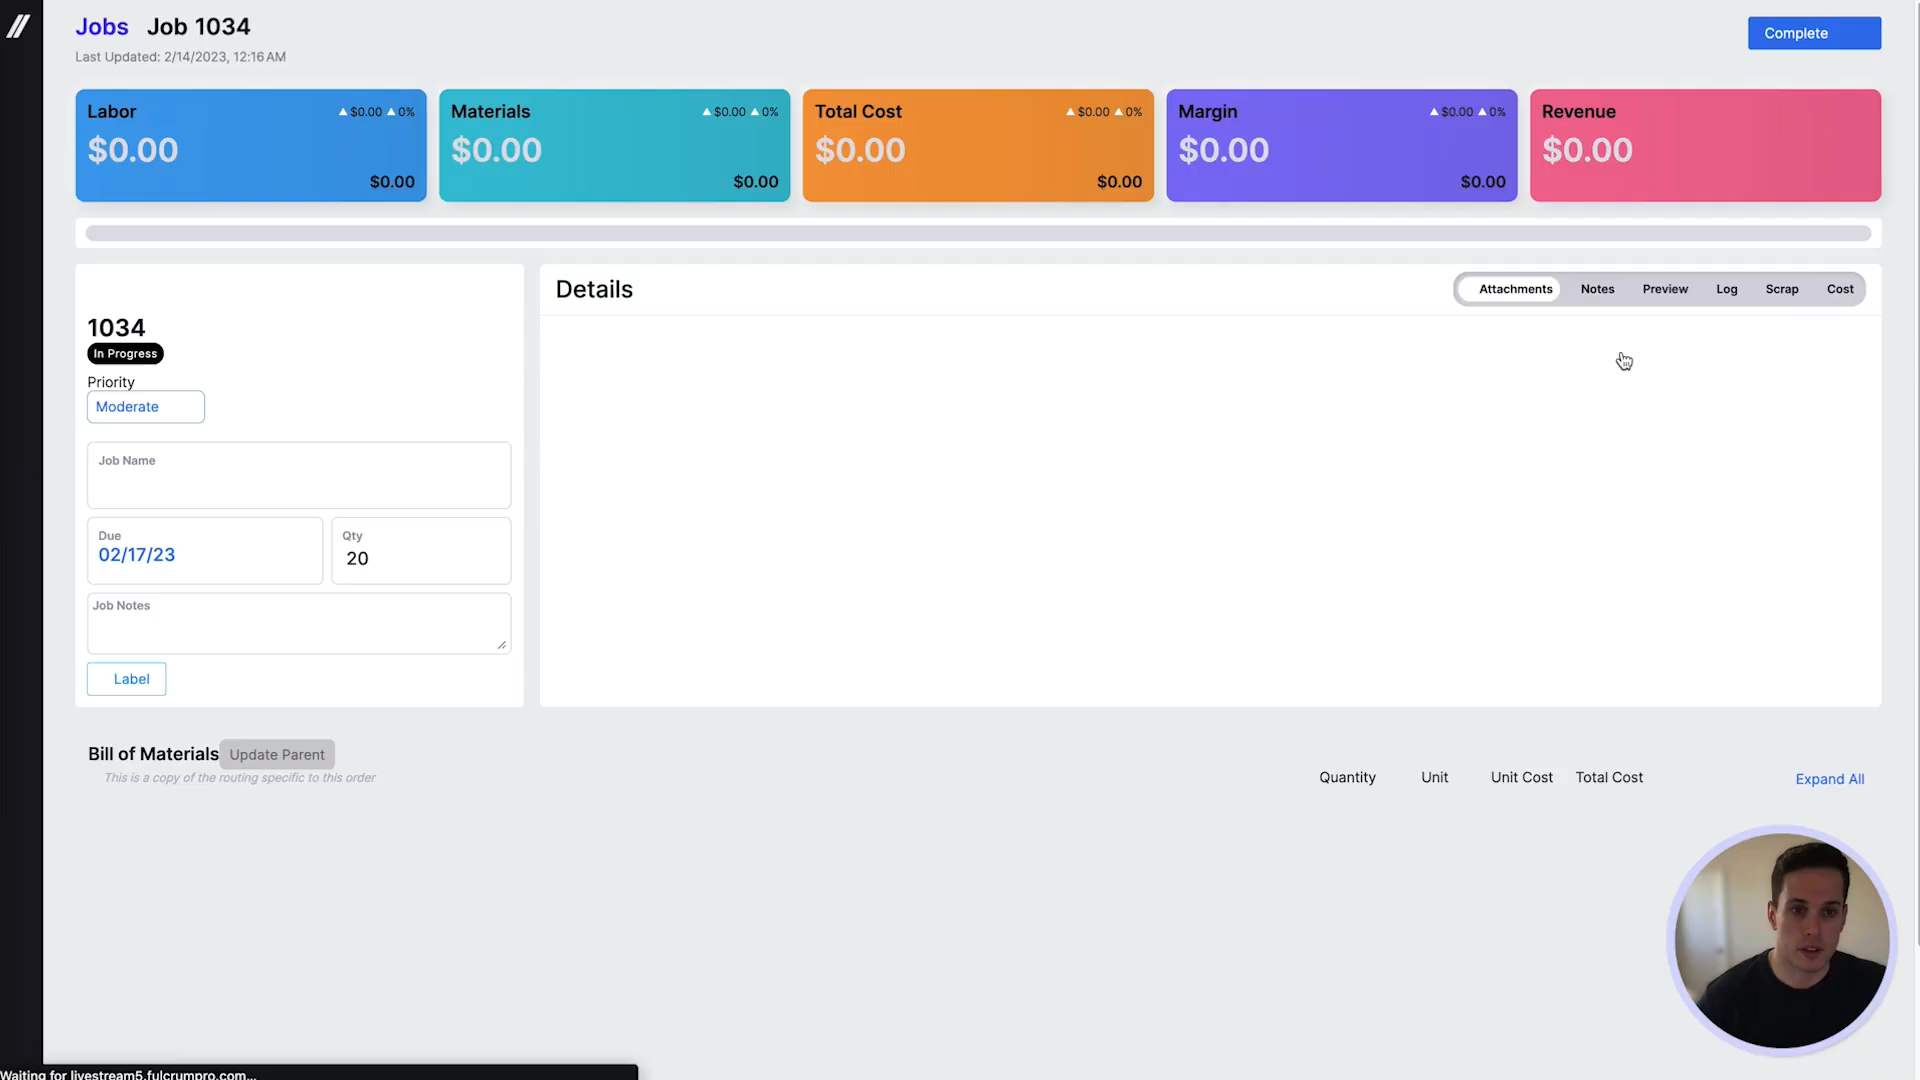 Jobs Job 1034
Complete
Last Updated: 2/14/2023, 12:16 AM
Labor ▲$0.00 ▲0%
$0.00
$0.00
Materials ▲$0.00 ▲0%
$0.00
$0.00
Total Cost ▲$0.00 ▲0%
$0.00
$0.00
Margin ▲$0.00 ▲0%
$0.00
$0.00
Revenue
$0.00
1034
In Progress
Priority
Moderate
Job Name
Due
02/17/23
Qty
20
Job Notes
Label
Details
Attachments Notes Preview Log Scrap Cost
Bill of Materials Update Parent
This is a copy of the routing specific to this order
Quantity Unit Unit Cost Total Cost Expand All
Waiting for livestream5.fulcrumpro.com...